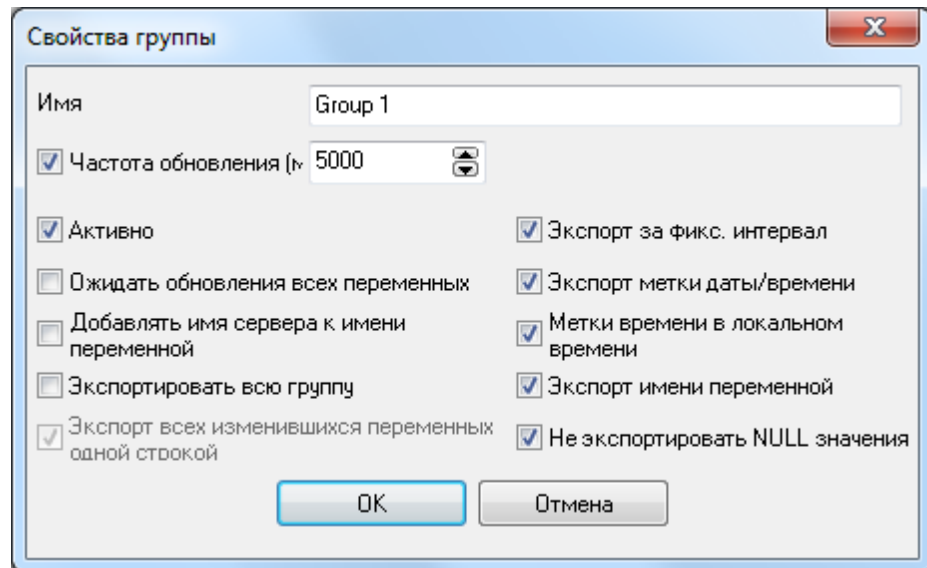 Свойства группы
Имя
Group 1
Частота обновления (м
5000
Активно
Экспорт за фикс. интервал
Ожидать обновления всех переменных
Экспорт метки даты/времени
Добавлять имя сервера к имени
переменной
Метки времени в локальном
времени
Экспортировать всю группу
Экспорт имени переменной
Экспорт всех изменившихся переменных
одной строкой
Не экспортировать NULL значения
OK
Отмена